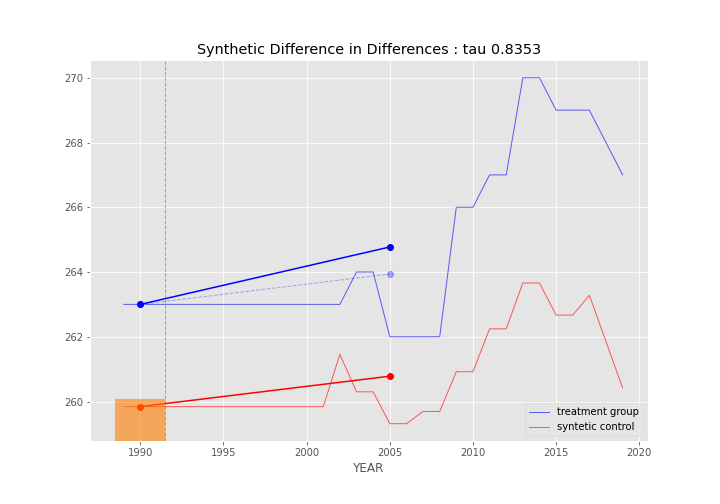 Synthetic Difference in Differences : tau 0.8353
270
268
266
264
262
260
1990 1995 2000 2005 2010 2015 2020
YEAR
treatment group
syntetic control